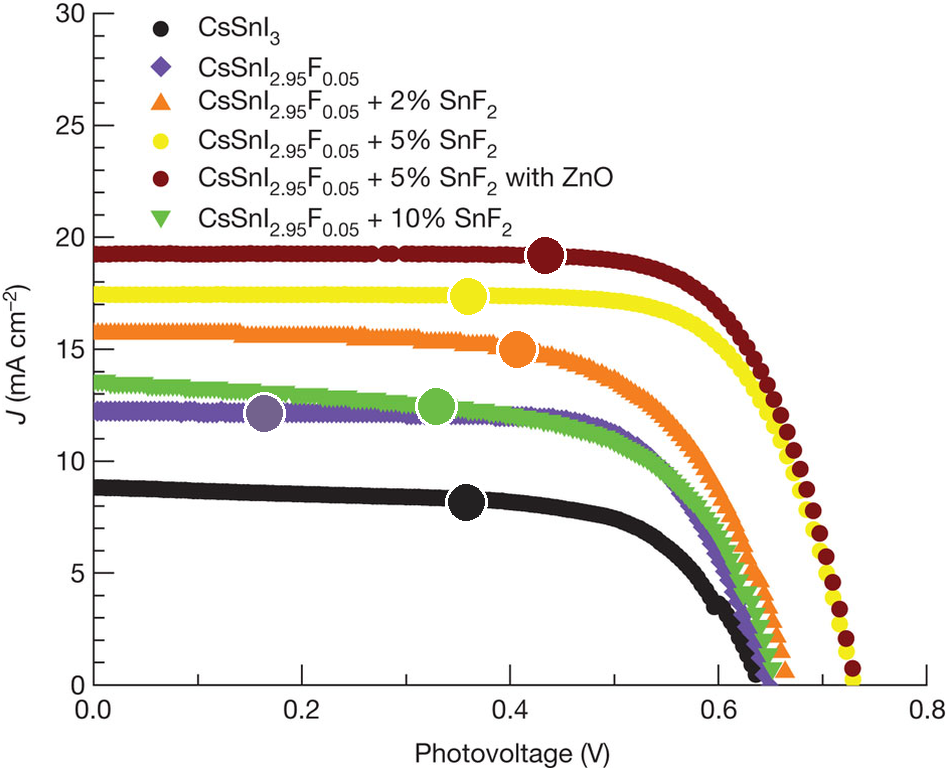 30
CsSnI3
CsSnI2.95F0.05
CsSnI2.95F0.05 + 2% SnF2
25
CsSnI2.95F0.05 + 5% SnF2
CsSnI2.95F0.05 + 5% SnF2 with ZnO
CsSnI2.95F0.05 + 10% SnF2
20
15
10
5
0
J (mA cm−2)
0.0 0.2 0.4 0.6 0.8
Photovoltage (V)